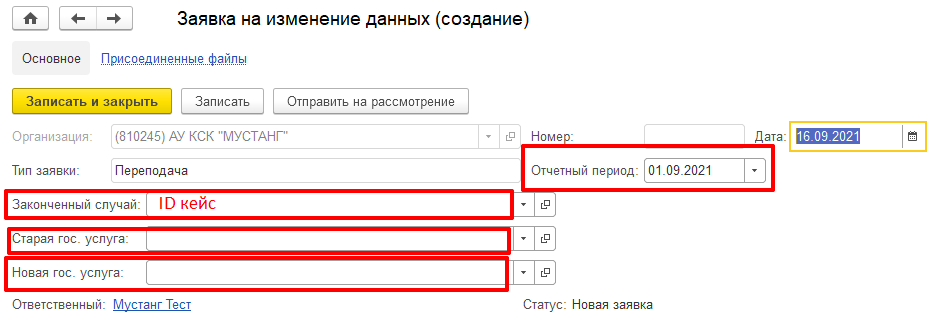 Заявка на изменение данных (создание)
Основное Присоединенные файлы
Записать и закрыть Записать Отправить на рассмотрение
Организация: (810245) АУ КСК "МУСТАНГ" Номер: Дата: 16.09.2021
Тип заявки: Переподача Отчетный период: 01.09.2021
Законченный случай: ID кейс
Старая гос. услуга:
Новая гос. услуга:
Ответственный: Мустанг Тест Статус: Новая заявка